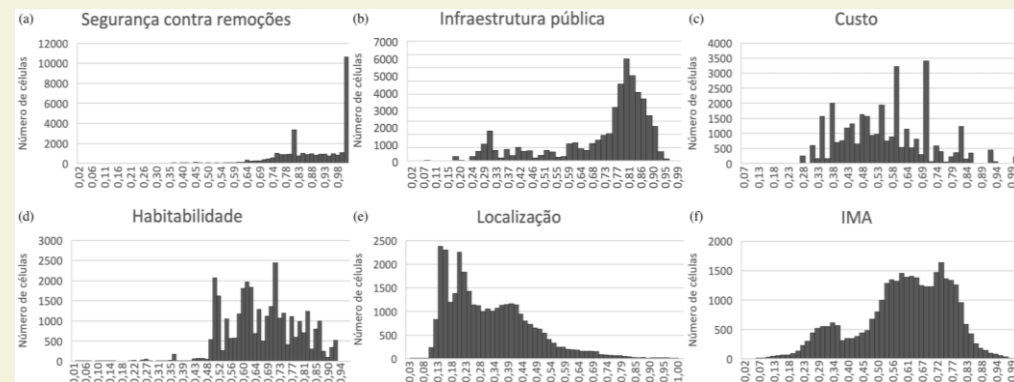 (a) Segurança contra remoções
Número de células
12000
10000
8000
6000
4000
2000
0
0,02 0,06 0,11 0,16 0,21 0,26 0,30 0,35 0,40 0,45 0,50 0,54 0,59 0,64 0,69 0,74 0,78 0,83 0,88 0,93 0,98
(b) Infraestrutura pública
Número de células
7000
6000
5000
4000
3000
2000
1000
0
0,02 0,07 0,11 0,15 0,20 0,24 0,29 0,33 0,37 0,42 0,46 0,51 0,55 0,59 0,64 0,68 0,73 0,77 0,81 0,86 0,90 0,95 0,99
(c) Custo
Número de células
4000
3500
3000
2500
2000
1500
1000
500
0
0,07 0,13 0,18 0,23 0,28 0,33 0,38 0,43 0,48 0,53 0,58 0,64 0,69 0,74 0,79 0,84 0,89 0,94 0,99
(d) Habitabilidade
Número de células
3000
2500
2000
1500
1000
500
0
0,01 0,06 0,10 0,14 0,18 0,22 0,27 0,31 0,35 0,39 0,43 0,48 0,52 0,56 0,60 0,64 0,69 0,73 0,77 0,81 0,85 0,90 0,94
(e) Localização
Número de células
2500
2000
1500
1000
500
0
0,03 0,08 0,13 0,18 0,23 0,28 0,34 0,39 0,44 0,49 0,54 0,59 0,64 0,69 0,74 0,79 0,85 0,90 0,95 1,00
(f) IMA
Número de células
2000
1500
1000
500
0
0,02 0,07 0,13 0,18 0,23 0,29 0,34 0,39 0,45 0,50 0,56 0,61 0,67 0,72 0,77 0,83 0,88 0,94 0,99